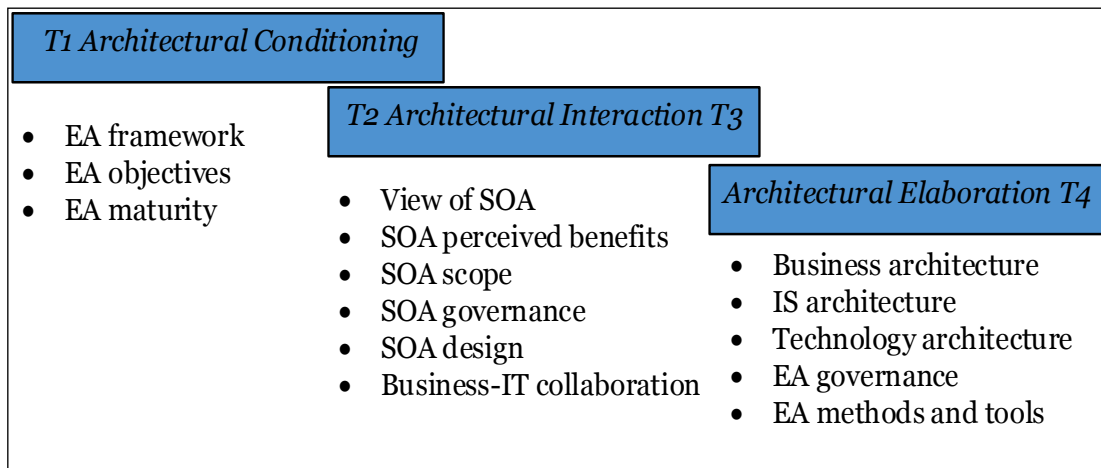 T1 Architectural Conditioning
• EA framework
• EA objectives
• EA maturity
T2 Architectural Interaction T3
• View of SOA
• SOA perceived benefits
• SOA scope
• SOA governance
• SOA design
• Business-IT collaboration
Architectural Elaboration T4
• Business architecture
• IS architecture
• Technology architecture
• EA governance
• EA methods and tools